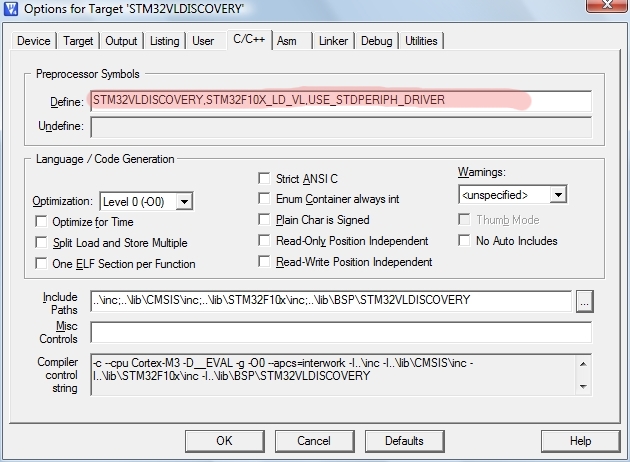 Options for Target 'STM32VLDISCOVERY'
Device Target Output Listing User C/C++ Asm Linker Debug Utilities
Preprocessor Symbols
Define: STM32VLDISCOVERY,STM32F10X_LD_VL,USE_STDPERIPH_DRIVER
Undefine:
Language / Code Generation
Strict ANSI C
Warnings:
Optimization: Level 0 (-O0)
Enum Container always int
<unspecified>
Optimize for Time
Plain Char is Signed
Thumb Mode
Split Load and Store Multiple
Read-Only Position Independent
No Auto Includes
One ELF Section per Function
Read-Write Position Independent
Include
Paths
..\inc;..\lib\CMSIS\inc;..\lib\STM32F10x\inc;..\lib\BSP\STM32VLDISCOVERY
...
Misc
Controls
Compiler
control
string
-c --cpu Cortex-M3 -D__EVAL -g -O0 --apcs=interwork -I..\inc -I..\lib\CMSIS\inc -
I..\lib\STM32F10x\inc -I..\lib\BSP\STM32VLDISCOVERY
OK Cancel Defaults Help